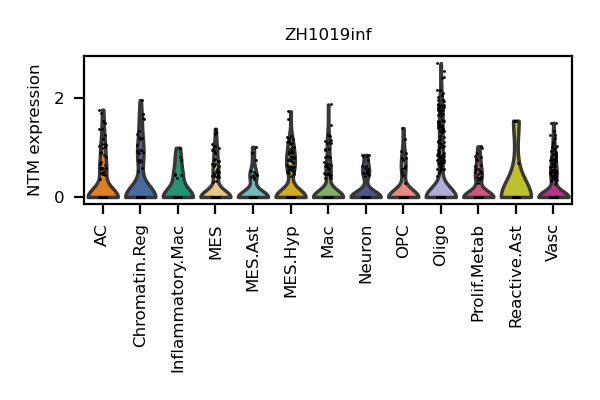 ZH1019inf
NTM expression
2
0
AC
Chromatin.Reg
Inflammatory.Mac
MES
MES.Ast
MES.Hyp
Mac
Neuron
OPC
Oligo
Prolif.Metab
Reactive.Ast
Vasc